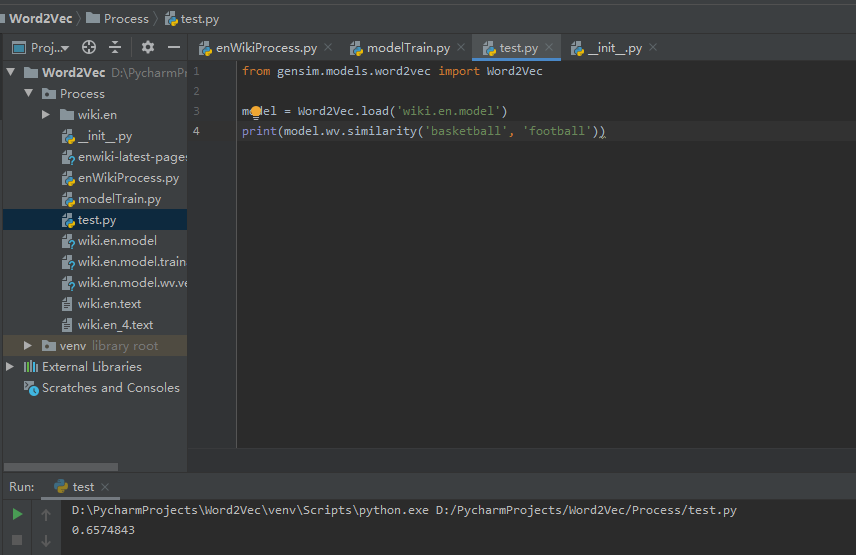 Word2Vec Process test.py
Proj... enWikiProcess.py modelTrain.py test.py __init__.py
Word2Vec D:\PycharmPro
Process
wiki.en
__init__.py
enwiki-latest-pages
enWikiProcess.py
modelTrain.py
test.py
wiki.en.model
wiki.en.model.train
wiki.en.model.wv.ve
wiki.en.text
wiki.en_4.text
venv library root
External Libraries
Scratches and Consoles
1 from gensim.models.word2vec import Word2Vec
2
3 model = Word2Vec.load('wiki.en.model')
4 print(model.wv.similarity('basketball', 'football'))
Run: test
D:\PycharmProjects\Word2Vec\venv\Scripts\python.exe D:/PycharmProjects/Word2Vec/Process/test.py
0.6574843